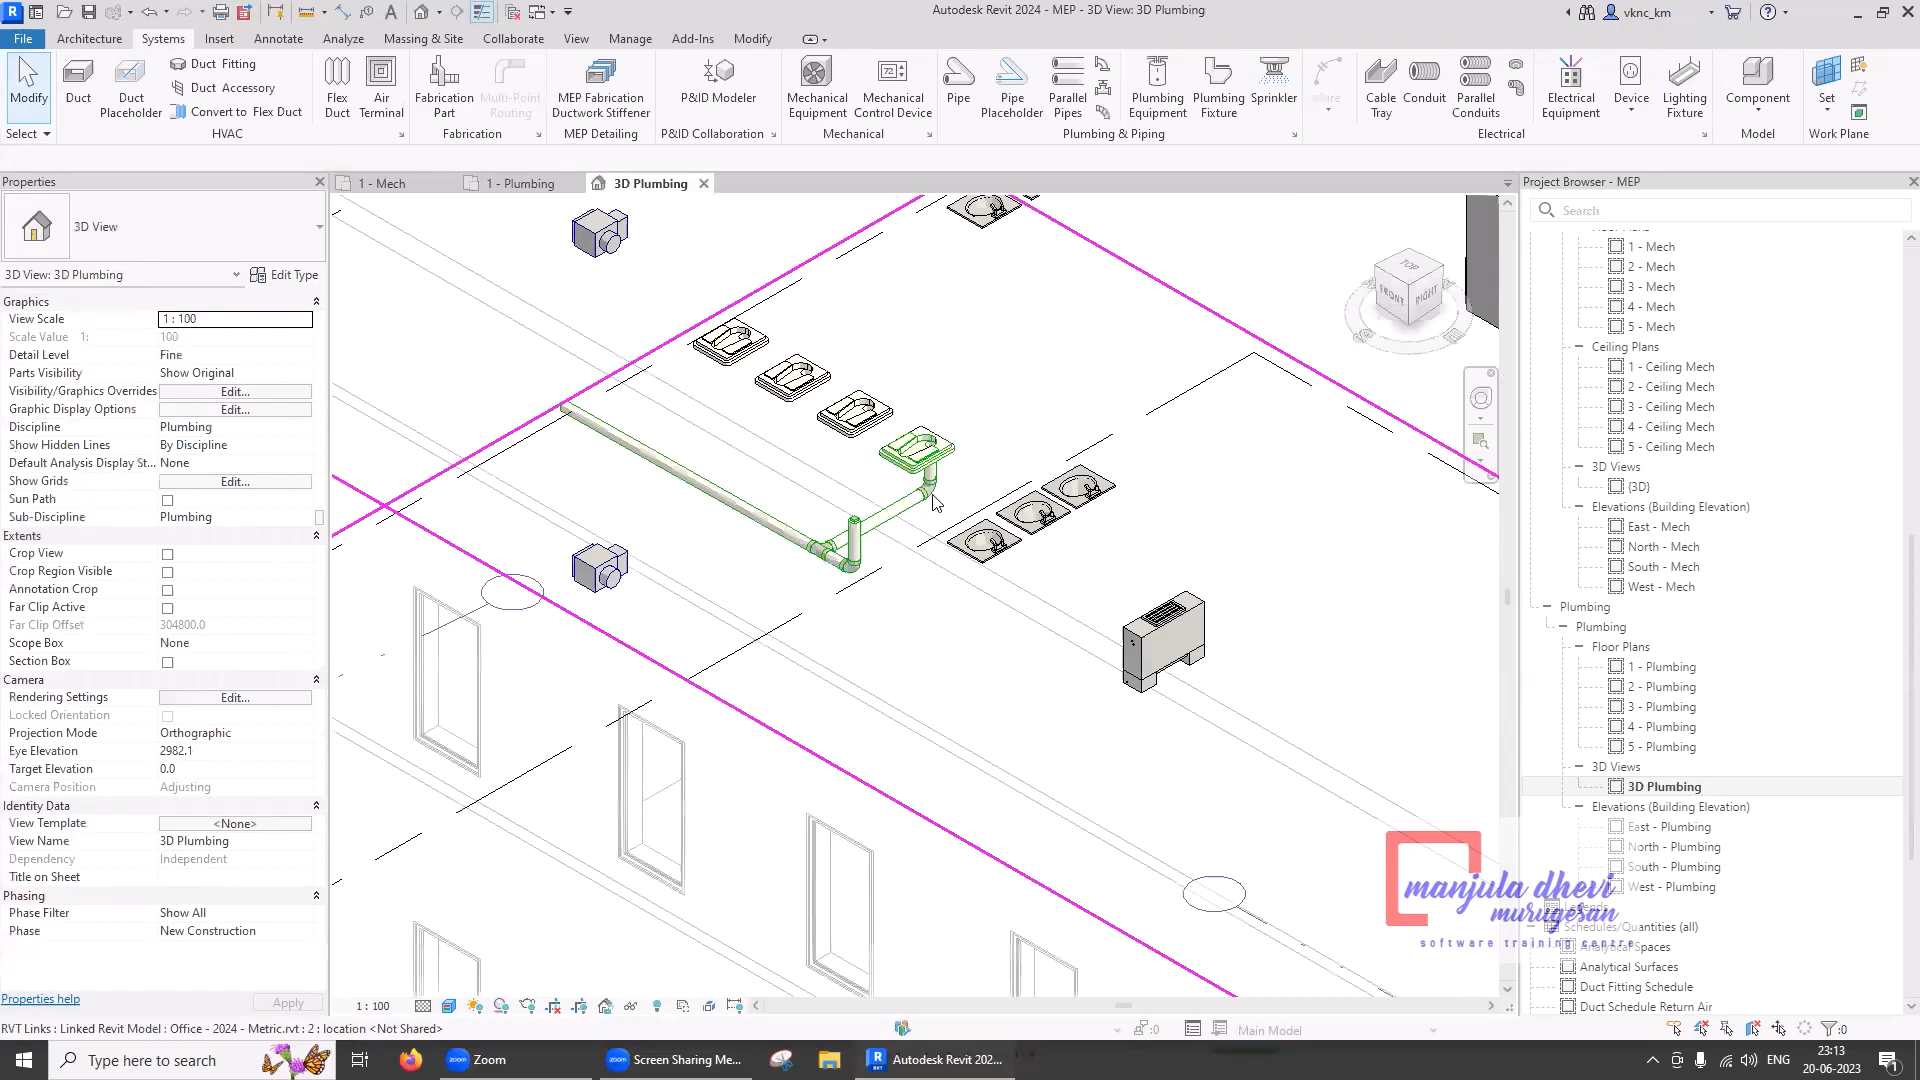 Autodesk Revit 2024 - MEP - 3D View: 3D Plumbing
vknc_km
File Architecture Systems Insert Annotate Analyze Massing & Site Collaborate View Manage Add-Ins Modify
Modify
Select
Duct
Duct Placeholder
Duct Fitting
Duct Accessory
Convert to Flex Duct
Flex Duct
Air Terminal
HVAC
Fabrication Part
Multi-Point Routing
Fabrication
MEP Fabrication Ductwork Stiffener
MEP Detailing
P&ID Modeler
P&ID Collaboration
Mechanical Equipment
Mechanical Control Device
Mechanical
Pipe
Pipe Placeholder
Parallel Pipes
Plumbing Equipment
Plumbing Fixture
Sprinkler
Plumbing & Piping
Wire
Cable Tray
Conduit
Parallel Conduits
Electrical Equipment
Device
Lighting Fixture
Electrical
Component
Model
Set
Work Plane
Properties
3D View
3D View: 3D Plumbing
Edit Type
Graphics
View Scale 1 : 100
Scale Value 1: 100
Detail Level Fine
Parts Visibility Show Original
Visibility/Graphics Overrides Edit...
Graphic Display Options Edit...
Discipline Plumbing
Show Hidden Lines By Discipline
Default Analysis Display St... None
Show Grids Edit...
Sun Path
Sub-Discipline Plumbing
Extents
Crop View
Crop Region Visible
Annotation Crop
Far Clip Active
Far Clip Offset 304800.0
Scope Box None
Section Box
Camera
Rendering Settings Edit...
Locked Orientation
Projection Mode Orthographic
Eye Elevation 2982.1
Target Elevation 0.0
Camera Position Adjusting
Identity Data
View Template <None>
View Name 3D Plumbing
Dependency Independent
Title on Sheet
Phasing
Phase Filter Show All
Phase New Construction
Properties help
Apply
1 - Mech
1 - Plumbing
3D Plumbing
TOP
FRONT
RIGHT
1 : 100
Project Browser - MEP
Search
1 - Mech
2 - Mech
3 - Mech
4 - Mech
5 - Mech
Ceiling Plans
1 - Ceiling Mech
2 - Ceiling Mech
3 - Ceiling Mech
4 - Ceiling Mech
5 - Ceiling Mech
3D Views
{3D}
Elevations (Building Elevation)
East - Mech
North - Mech
South - Mech
West - Mech
Plumbing
Plumbing
Floor Plans
1 - Plumbing
2 - Plumbing
3 - Plumbing
4 - Plumbing
5 - Plumbing
3D Views
3D Plumbing
Elevations (Building Elevation)
East - Plumbing
North - Plumbing
South - Plumbing
West - Plumbing
Legends
Schedules/Quantities (all)
Analytical Spaces
Analytical Surfaces
Duct Fitting Schedule
Duct Schedule Return Air
manjula dhevi
murugesan
software training centre
RVT Links : Linked Revit Model : Office - 2024 - Metric.rvt : 2 : location <Not Shared>
:0
Main Model
:0
Type here to search
Zoom
Screen Sharing Me...
Autodesk Revit 202...
ENG
23:13
20-06-2023
1